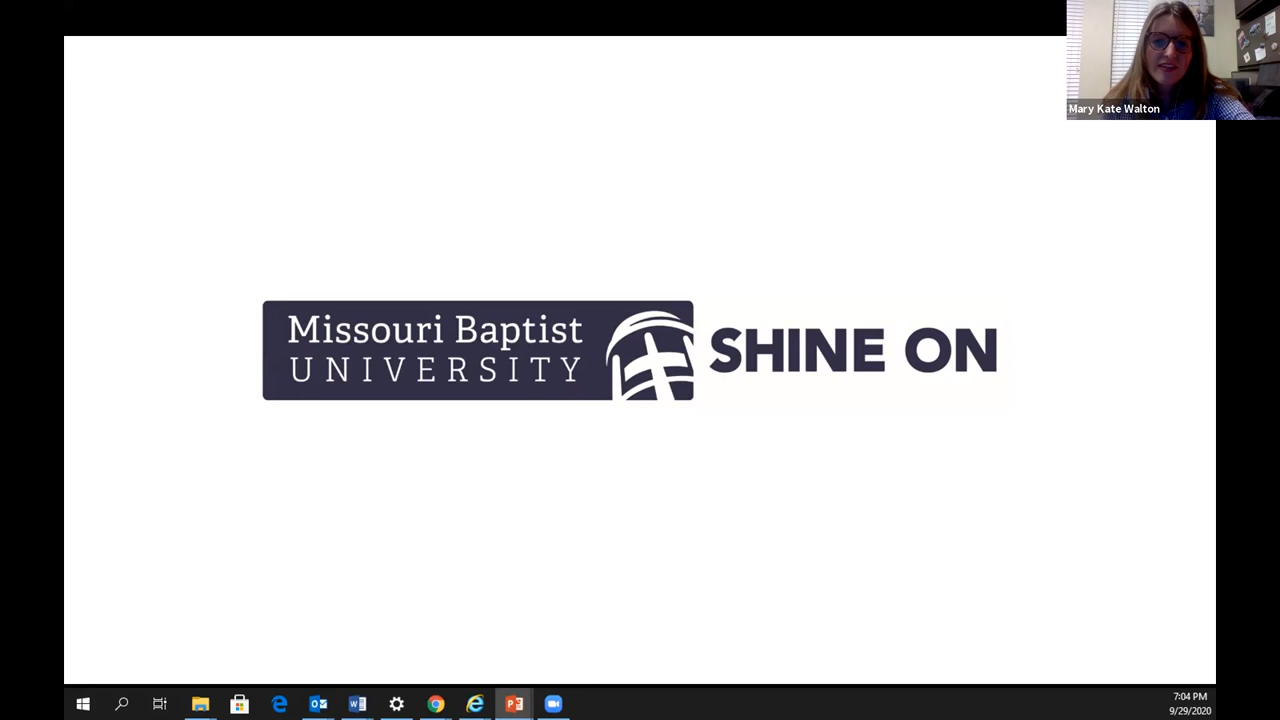 Mary Kate Walton
Missouri Baptist
UNIVERSITY
SHINE ON
7:04 PM
9/29/2020